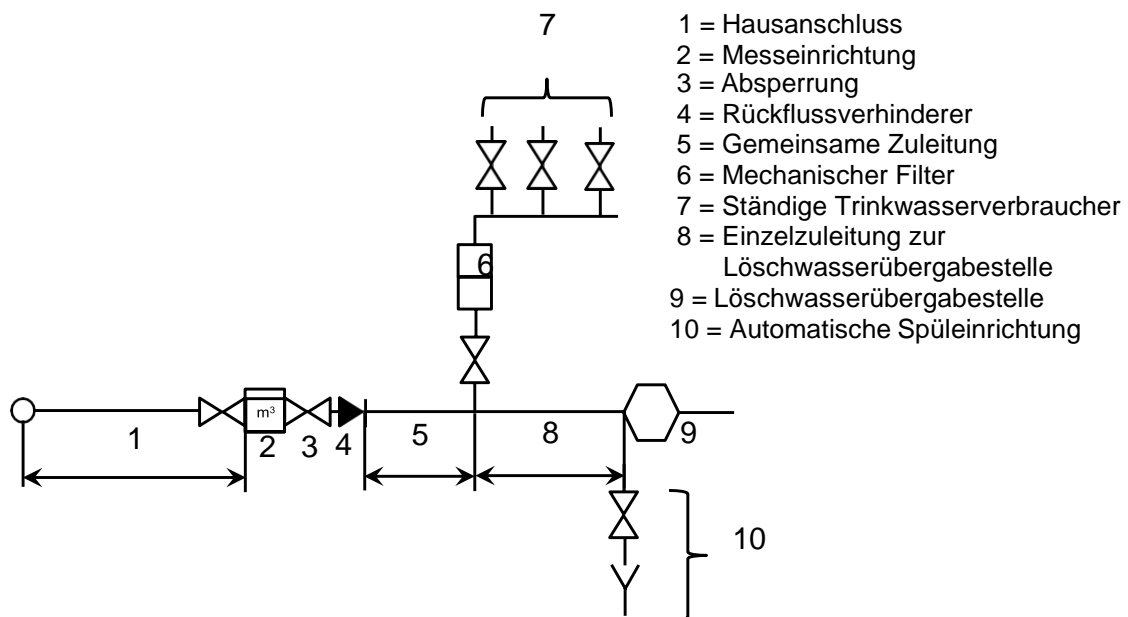 7
1 = Hausanschluss
2 = Messeinrichtung
3 = Absperrung
4 = Rückflussverhinderer
5 = Gemeinsame Zuleitung
6 = Mechanischer Filter
7 = Ständige Trinkwasserverbraucher
8 = Einzelzuleitung zur
Löschwasserübergabestelle
9 = Löschwasserübergabestelle
10 = Automatische Spüleinrichtung
6
m³
1 2 3 4 5 8 9
10